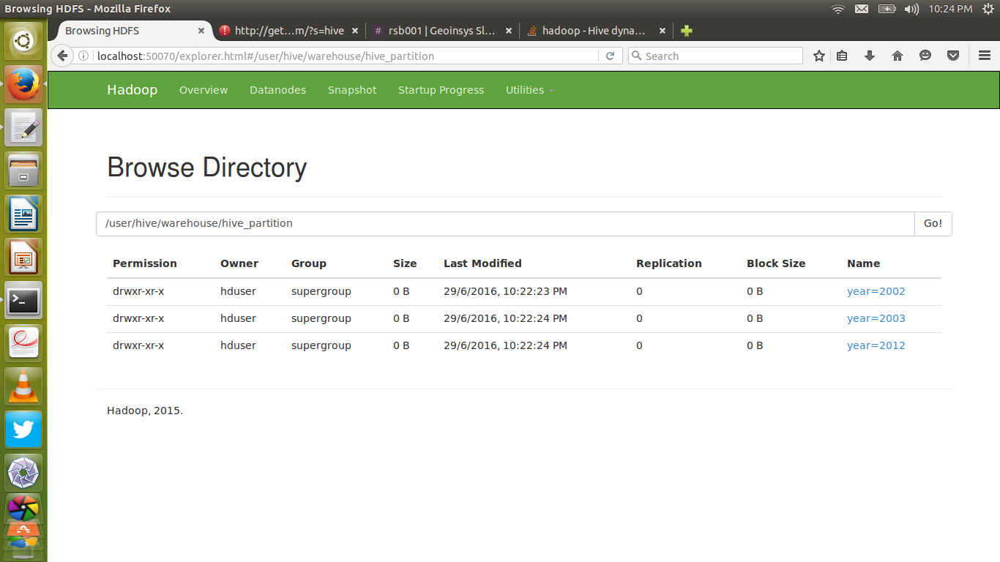 Browsing HDFS - Mozilla Firefox 10:24 PM
Browsing HDFS http://get...m/?s=hive rsb001 | Geoinsys Sl... hadoop - Hive dyna...
localhost:50070/explorer.html#/user/hive/warehouse/hive_partition Search
Hadoop Overview Datanodes Snapshot Startup Progress Utilities
Browse Directory
/user/hive/warehouse/hive_partition Go!
Permission Owner Group Size Last Modified Replication Block Size Name
drwxr-xr-x hduser supergroup 0 B 29/6/2016, 10:22:23 PM 0 0 B year=2002
drwxr-xr-x hduser supergroup 0 B 29/6/2016, 10:22:24 PM 0 0 B year=2003
drwxr-xr-x hduser supergroup 0 B 29/6/2016, 10:22:24 PM 0 0 B year=2012
Hadoop, 2015.